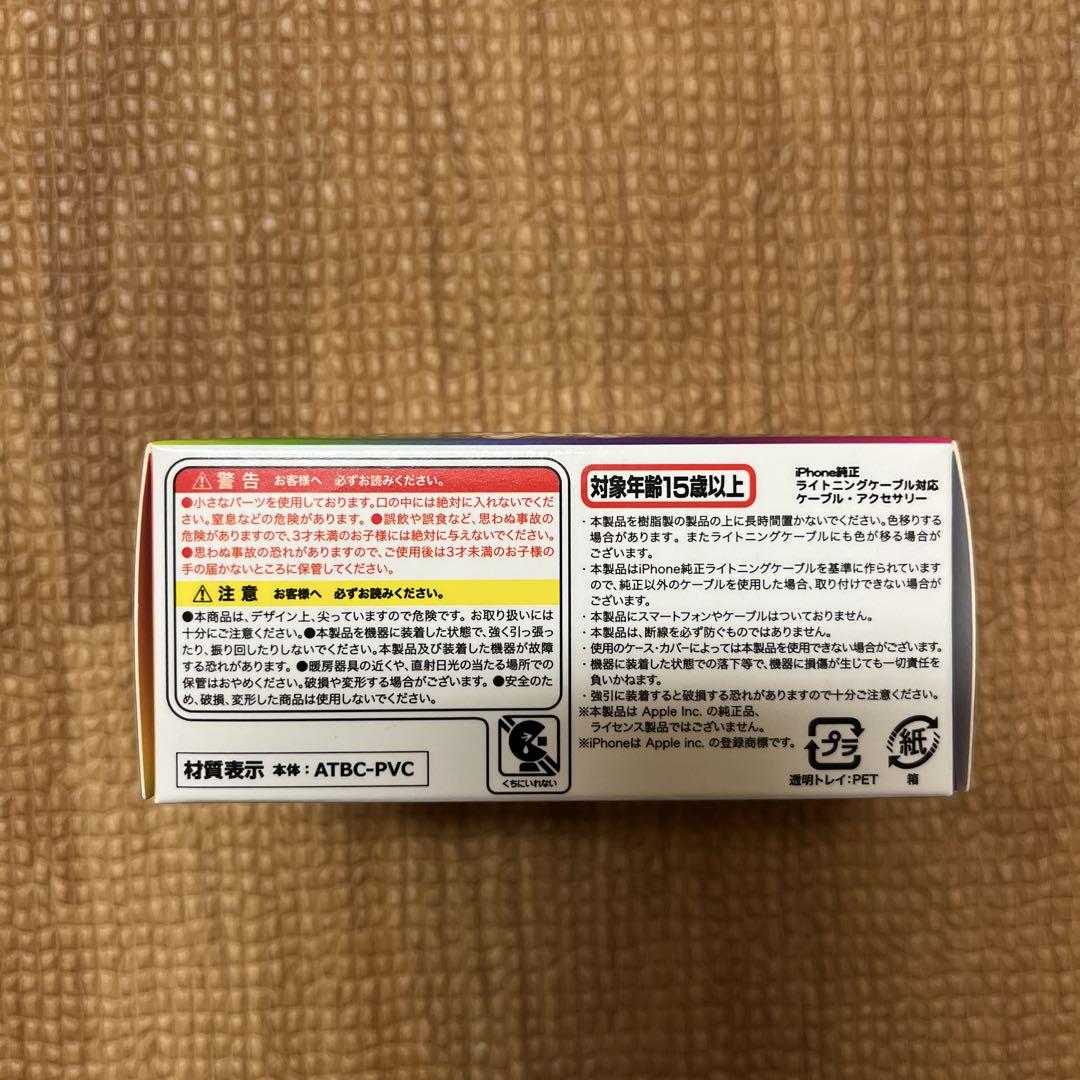 ⚠警告 お客様へ 必ずお読みください。
●小さなパーツを使用しております。口の中には絶対に入れないでくだ
さい。窒息などの危険があります。 ●誤飲や誤食など、思わぬ事故の
危険がありますので、3才未満のお子様には絶対に与えないでください。
●思わぬ事故の恐れがありますので、ご使用後は3才未満のお子様の
手の届かないところに保管してください。
⚠注意 お客様へ 必ずお読みください。
●本商品は、デザイン上、尖っていますので危険です。お取り扱いには
十分にご注意ください。●本製品を機器に装着した状態で、強く引っ張っ
たり、振り回したりしないでください。本製品及び装着した機器が故障
する恐れがあります。 ●暖房器具の近くや、直射日光の当たる場所での
保管はおやめください。破損や変形する場合がございます。 ●安全のた
め、破損、変形した商品は使用しないでください。
材質表示 本体:ATBC-PVC
くちにいれない
対象年齢15歳以上
iPhone純正
ライトニングケーブル対応
ケーブル・アクセサリー
・本製品を樹脂製の製品の上に長時間置かないでください。色移りする
場合があります。またライトニングケーブルにも色が移る場合が
ございます。
・本製品はiPhone純正ライトニングケーブルを基準に作られています
ので、純正以外のケーブルを使用した場合、取り付けできない場合が
ございます。
・本製品にスマートフォンやケーブルはついておりません。
・本製品は、断線を必ず防ぐものではありません。
・使用のケース・カバーによっては本製品を使用できない場合がございます。
・機器に装着した状態での落下等で、機器に損傷が生じても一切責任を
負いかねます。
・強引に装着すると破損する恐れがありますので十分ご注意ください。
※本製品は Apple Inc. の純正品、
ライセンス製品ではございません。
※iPhoneは Apple inc. の登録商標です。
プラ
透明トレイ:PET
紙
箱